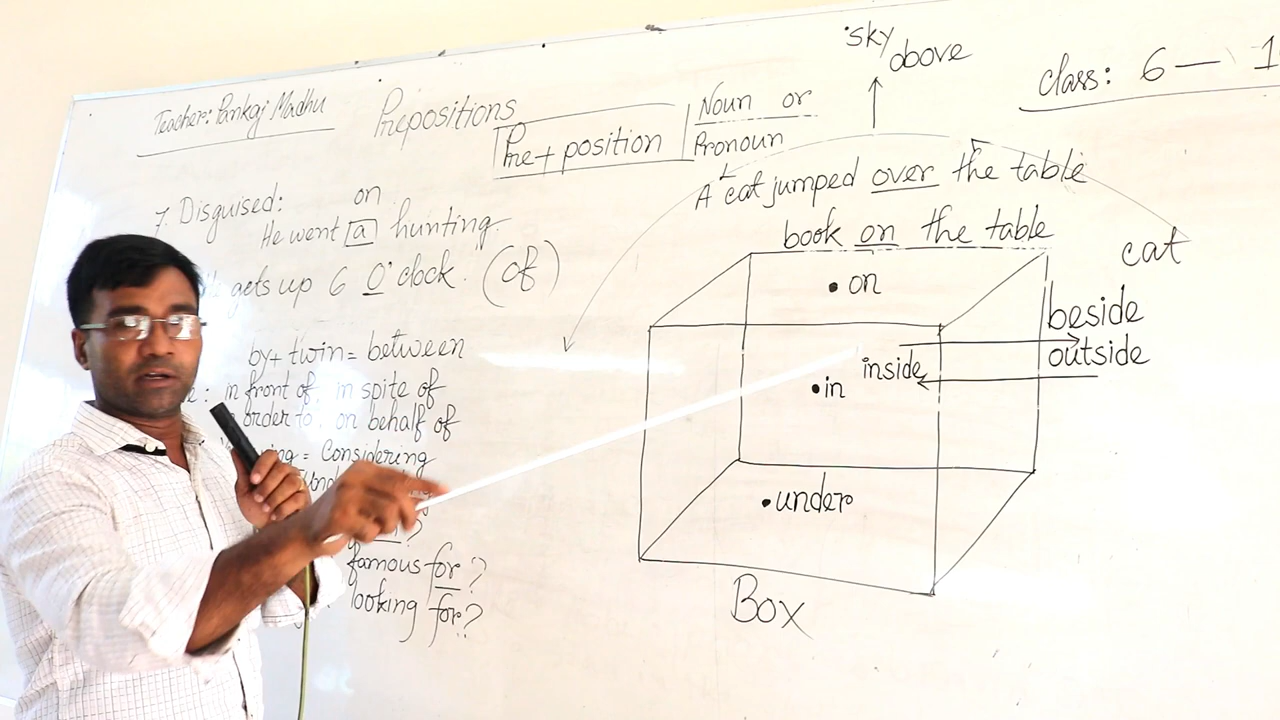 Teacher: Pankaj Madhu
Prepositions
Pre + position
Noun or
Pronoun
sky
above
class: 6 — 1
7. Disguised: on
He went a hunting.
gets up 6 O' clock. (of)
by + twin = between
in front of, in spite of
order to, on behalf of
= Considering
famous for?
looking for?
A cat jumped over the table
book on the table
cat
on
beside
outside
inside
in
under
Box